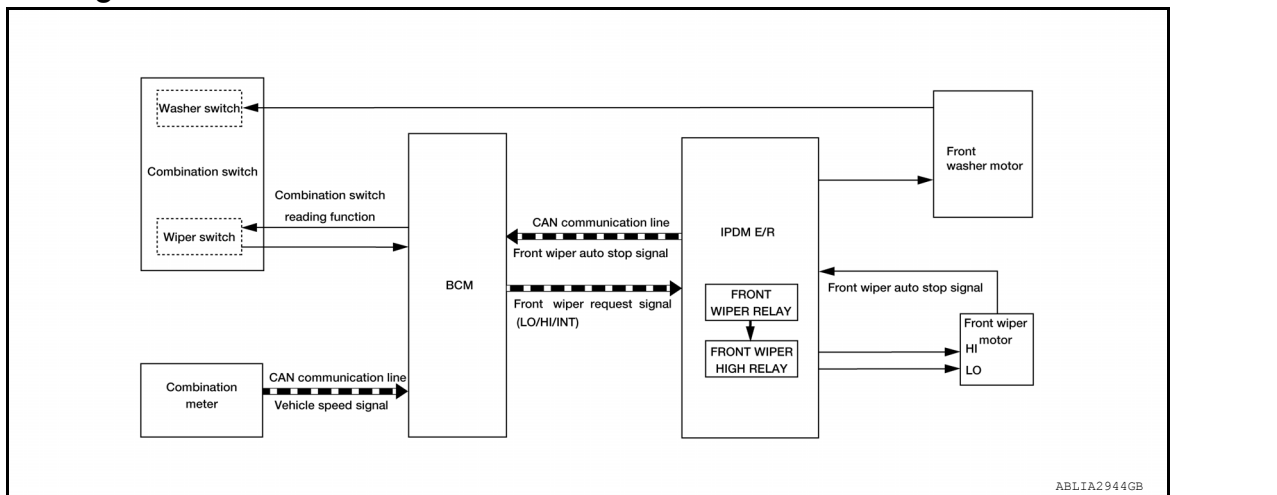 Washer switch
Combination switch
Wiper switch
Combination switch
reading function
Combination
meter
CAN communication line
Vehicle speed signal
BCM
CAN communication line
Front wiper auto stop signal
Front wiper request signal
(LO/HI/INT)
IPDM E/R
FRONT
WIPER RELAY
FRONT WIPER
HIGH RELAY
Front
washer motor
Front wiper auto stop signal
Front wiper
motor
HI
LO
ABLIA2944GB